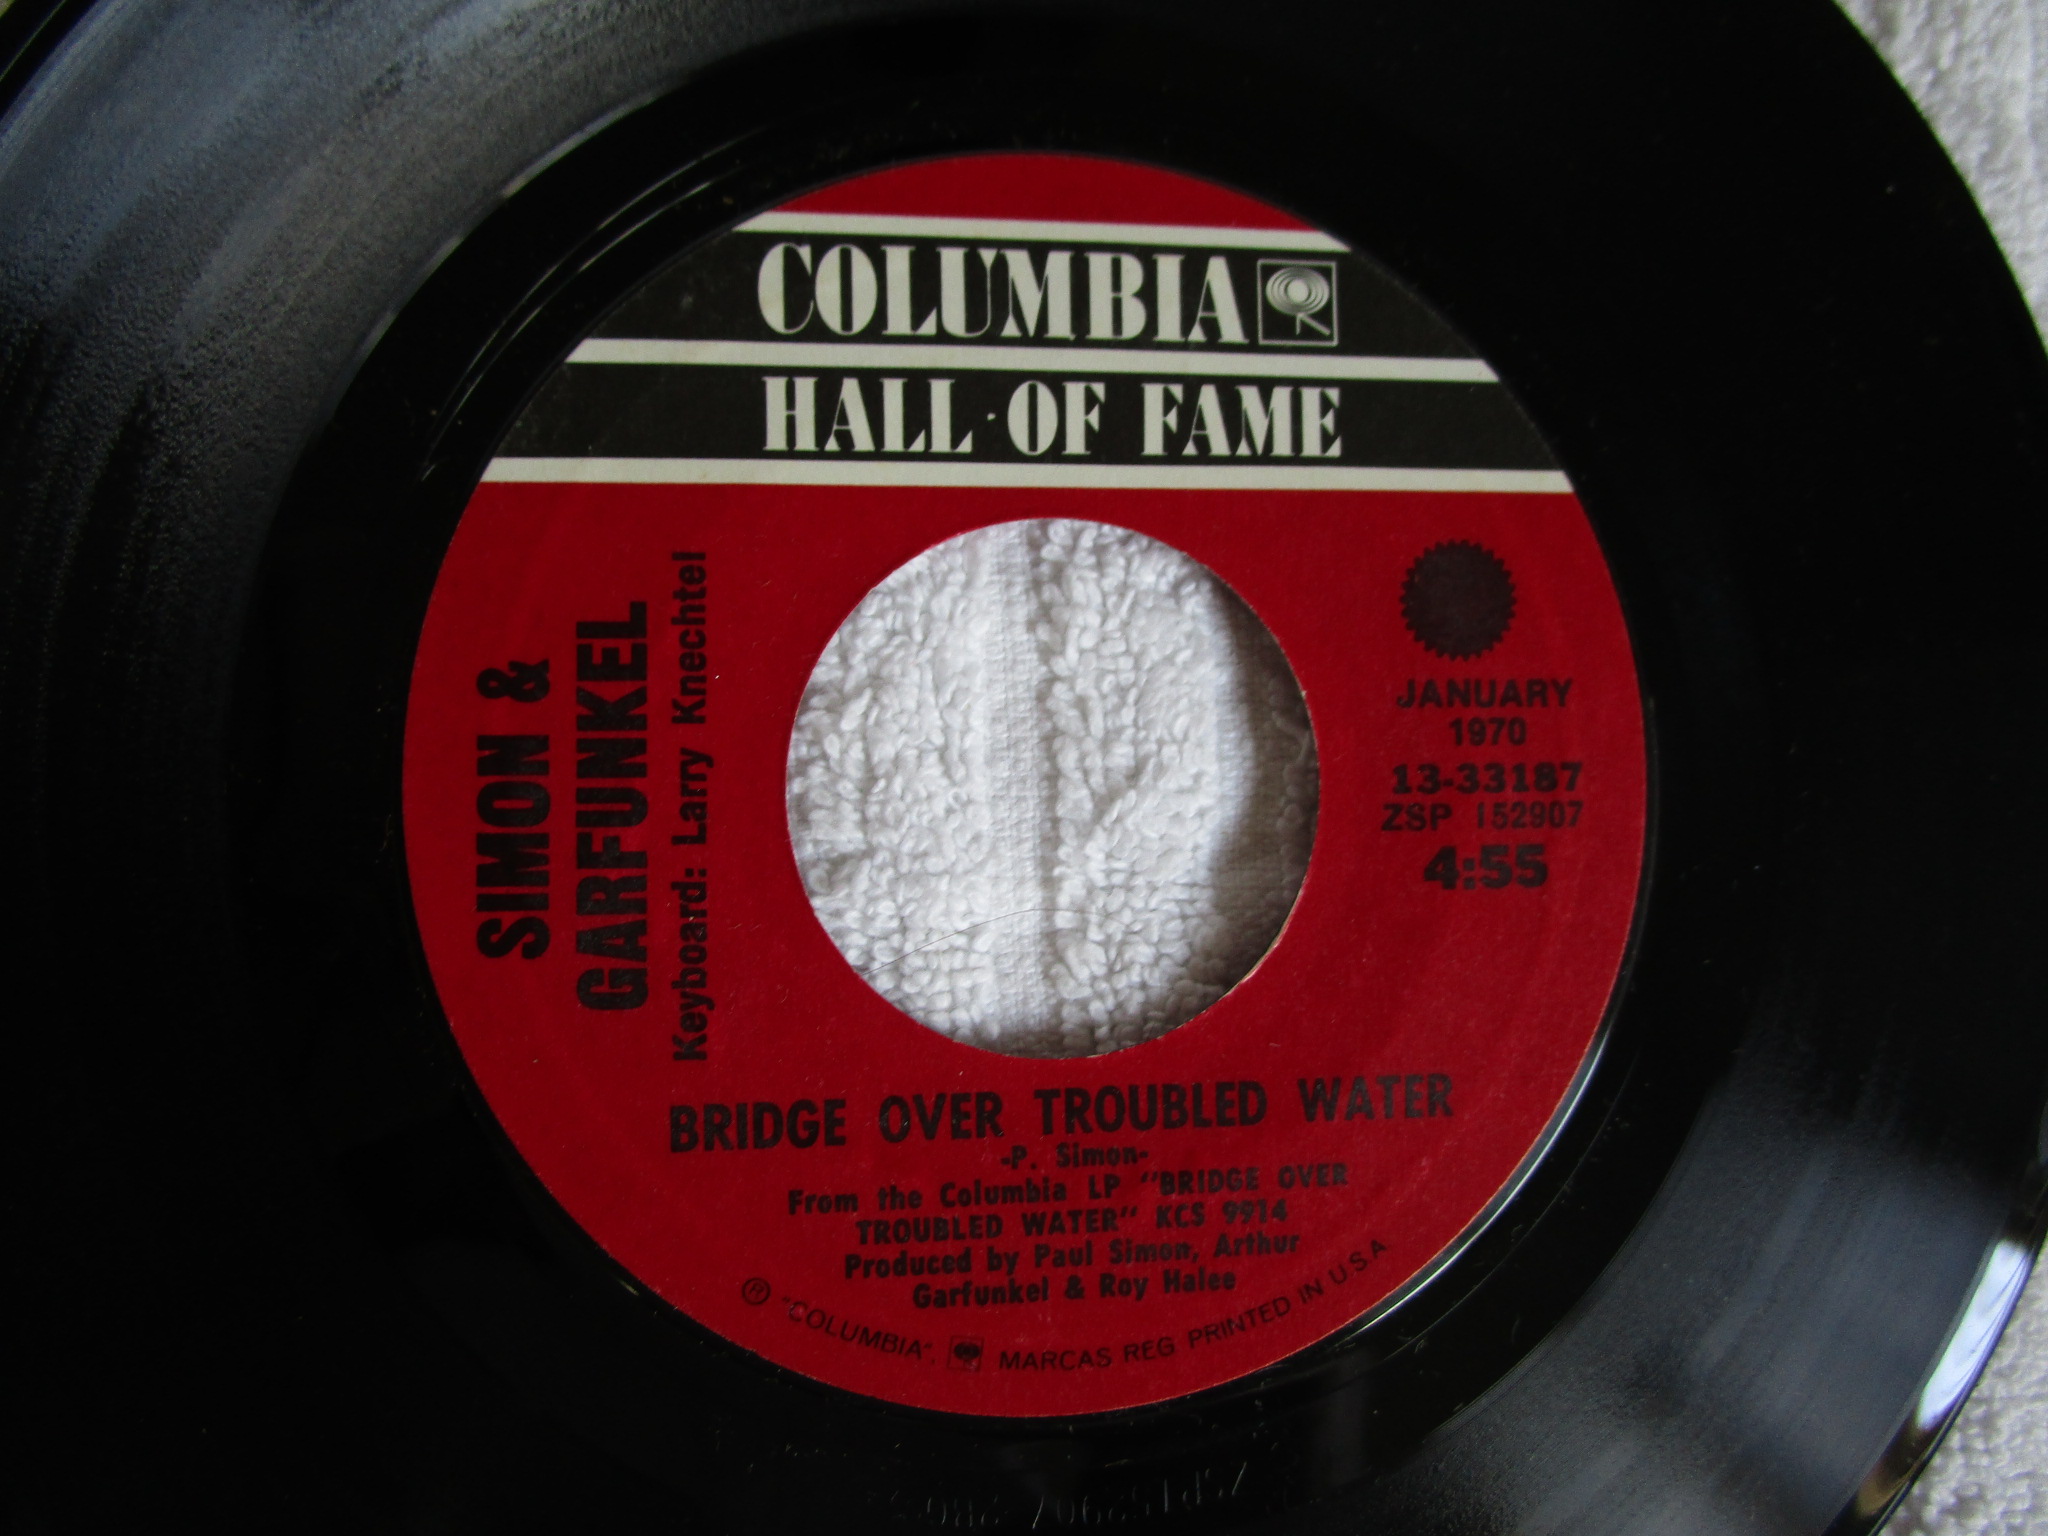 COLUMBIA
HALL OF FAME
SIMON &
GARFUNKEL
Keyboard: Larry Knechtel
JANUARY
1970
13-33187
ZSP 152907
4:55
BRIDGE OVER TROUBLED WATER
-P. Simon-
From the Columbia LP "BRIDGE OVER
TROUBLED WATER" KCS 9914
Produced by Paul Simon, Arthur
Garfunkel & Roy Halee
® "COLUMBIA", MARCAS REG PRINTED IN U.S.A